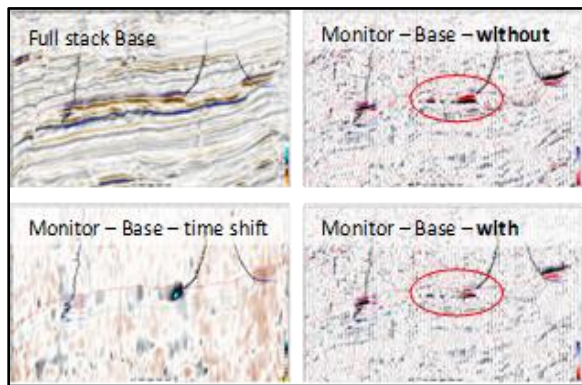 Full stack Base
Monitor – Base – without
Monitor – Base – time shift
Monitor – Base – with